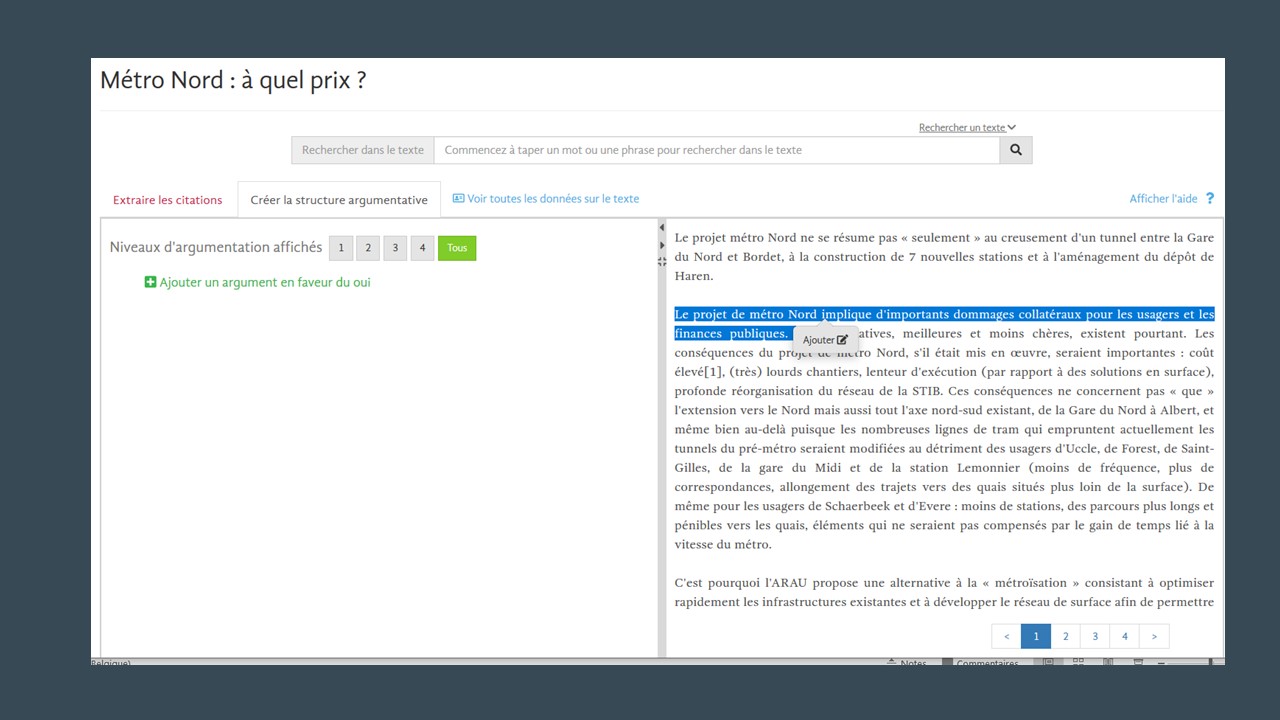 Métro Nord : à quel prix ?
Rechercher un texte
Rechercher dans le texte
Commencez à taper un mot ou une phrase pour rechercher dans le texte
Extraire les citations
Créer la structure argumentative
Voir toutes les données sur le texte
Afficher l'aide ?
Niveaux d'argumentation affichés 1 2 3 4 Tous
Ajouter un argument en faveur du oui
Le projet métro Nord ne se résume pas « seulement » au creusement d'un tunnel entre la Gare
du Nord et Bordet, à la construction de 7 nouvelles stations et à l'aménagement du dépôt de
Haren.
Le projet de métro Nord implique d'importants dommages collatéraux pour les usagers et les
finances publiques. Ajouter atives, meilleures et moins chères, existent pourtant. Les
conséquences du projet de métro Nord, s'il était mis en œuvre, seraient importantes : coût
élevé[1], (très) lourds chantiers, lenteur d'exécution (par rapport à des solutions en surface),
profonde réorganisation du réseau de la STIB. Ces conséquences ne concernent pas « que »
l'extension vers le Nord mais aussi tout l'axe nord-sud existant, de la Gare du Nord à Albert, et
même bien au-delà puisque les nombreuses lignes de tram qui empruntent actuellement les
tunnels du pré-métro seraient modifiées au détriment des usagers d'Uccle, de Forest, de Saint-
Gilles, de la gare du Midi et de la station Lemonnier (moins de fréquence, plus de
correspondances, allongement des trajets vers des quais situés plus loin de la surface). De
même pour les usagers de Schaerbeek et d'Evere : moins de stations, des parcours plus longs et
pénibles vers les quais, éléments qui ne seraient pas compensés par le gain de temps lié à la
vitesse du métro.
C'est pourquoi l'ARAU propose une alternative à la « métroïsation » consistant à optimiser
rapidement les infrastructures existantes et à développer le réseau de surface afin de permettre
< 1 2 3 4 >
Belgique)
Notes
Commentaires